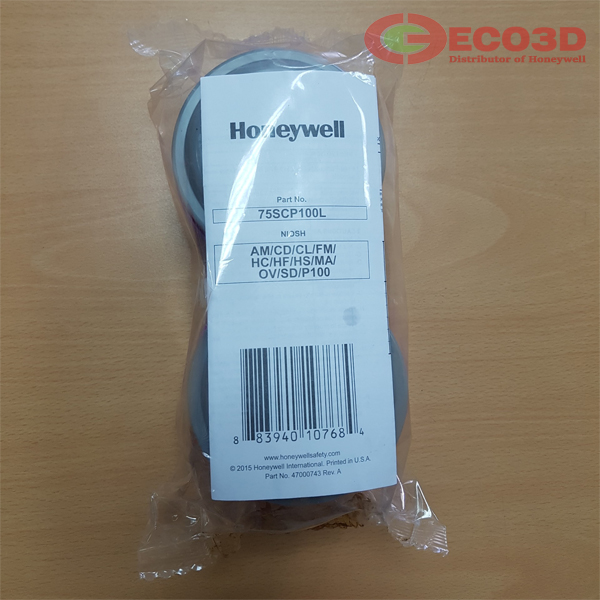 ECO3D
Distributor of Honeywell
Honeywell
Part No.
75SCP100L
NIOSH
AM/CD/CL/FM/
HC/HF/HS/MA/
OV/SD/P100
8 83940 10768 4
www.honeywellsafety.com
© 2015 Honeywell International. Printed in U.S.A.
Part No. 47000743 Rev. A